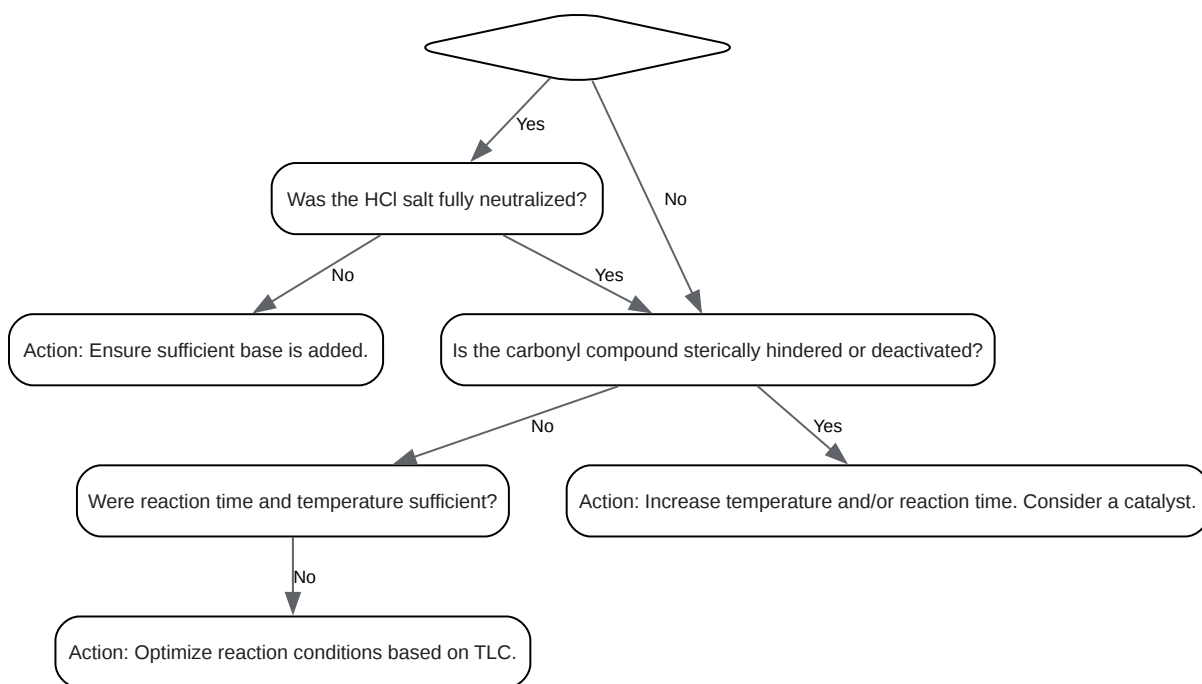 Yes
Was the HCl salt fully neutralized?
No
No
Yes
Action: Ensure sufficient base is added.
Is the carbonyl compound sterically hindered or deactivated?
No
Yes
Were reaction time and temperature sufficient?
Action: Increase temperature and/or reaction time. Consider a catalyst.
No
Action: Optimize reaction conditions based on TLC.